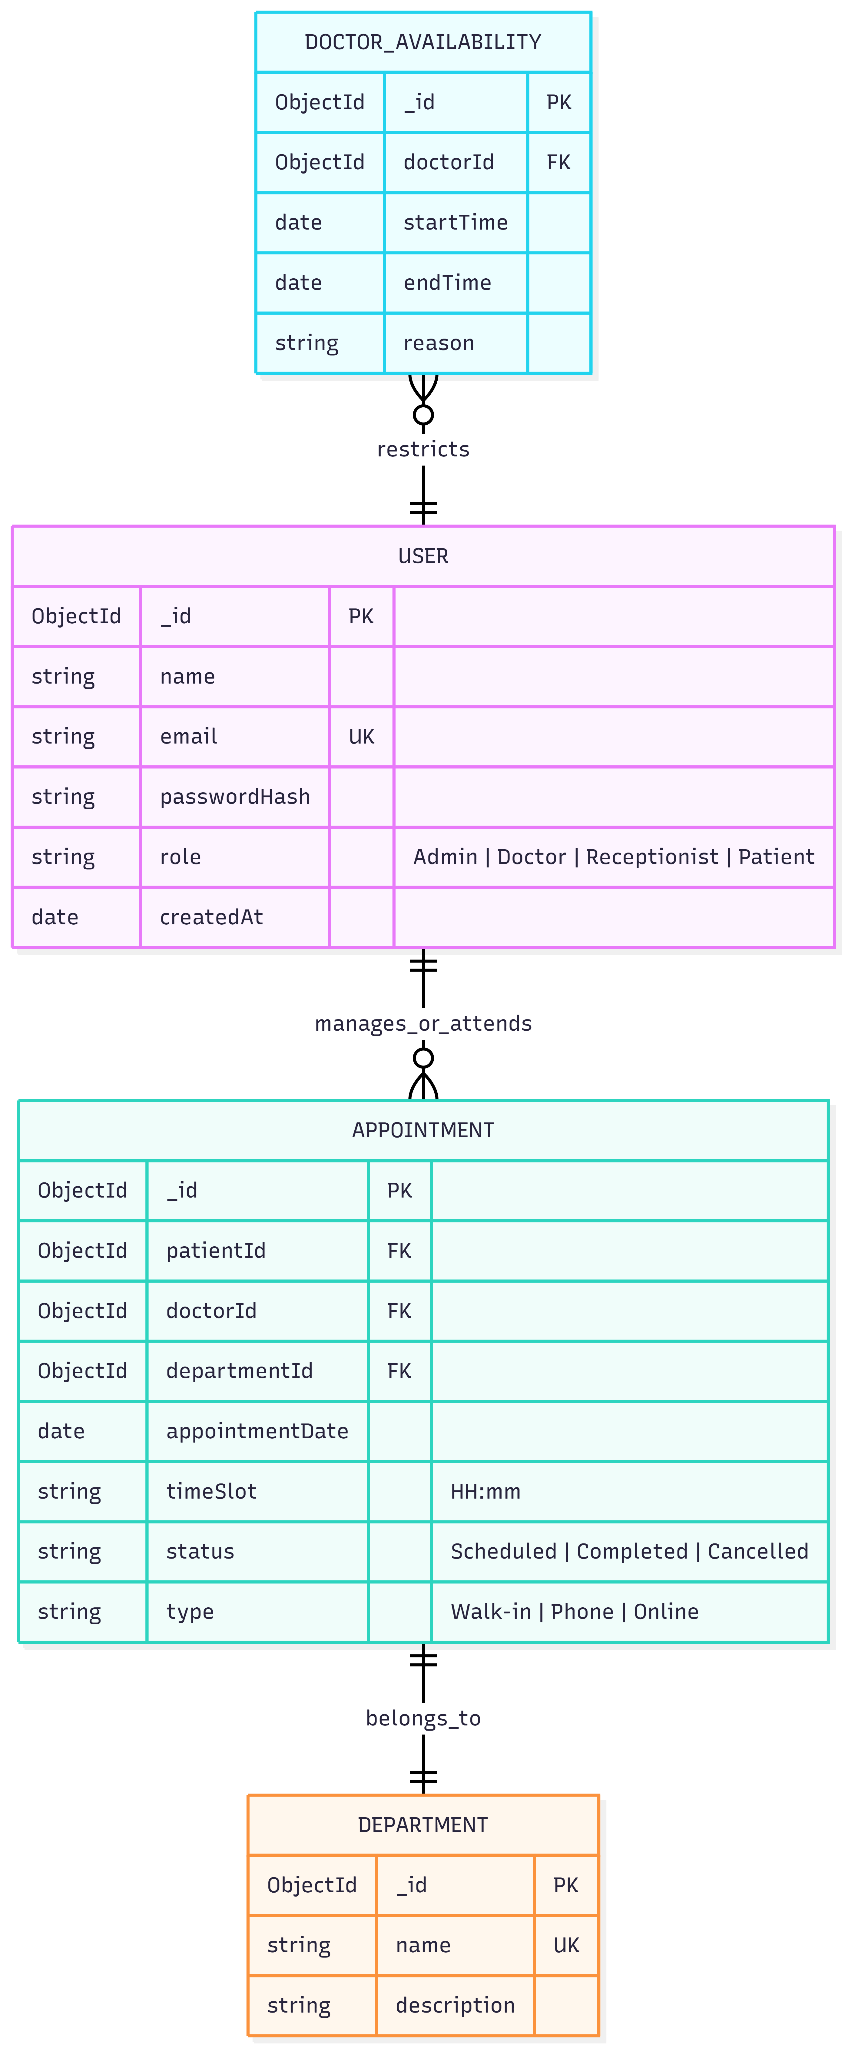 DOCTOR_AVAILABILITY
ObjectId _id PK
ObjectId doctorId FK
date startTime
date endTime
string reason
restricts
USER
ObjectId _id PK
string name
string email UK
string passwordHash
string role Admin | Doctor | Receptionist | Patient
date createdAt
manages_or_attends
APPOINTMENT
ObjectId _id PK
ObjectId patientId FK
ObjectId doctorId FK
ObjectId departmentId FK
date appointmentDate
string timeSlot HH:mm
string status Scheduled | Completed | Cancelled
string type Walk-in | Phone | Online
belongs_to
DEPARTMENT
ObjectId _id PK
string name UK
string description